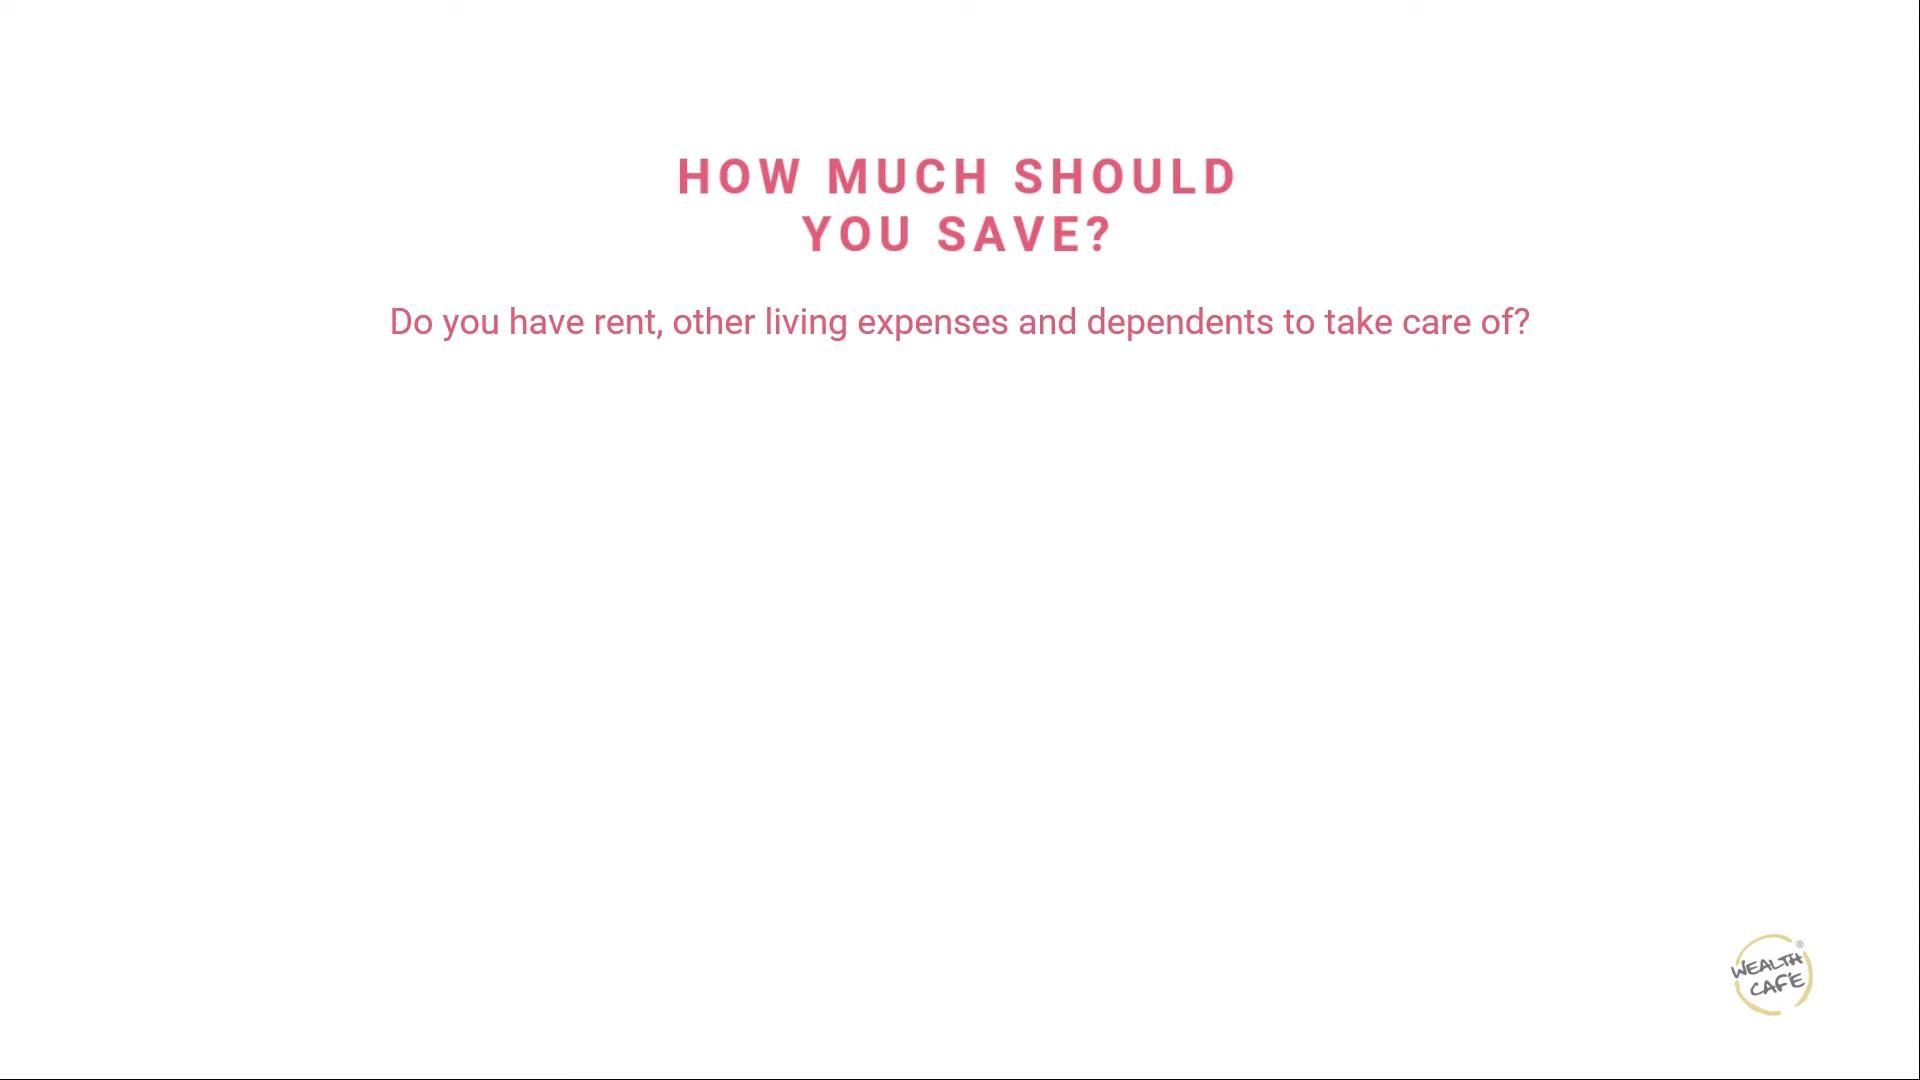 HOW MUCH SHOULD
YOU SAVE?
Do you have rent, other living expenses and dependents to take care of?
WEALTH
CAFÉ
®